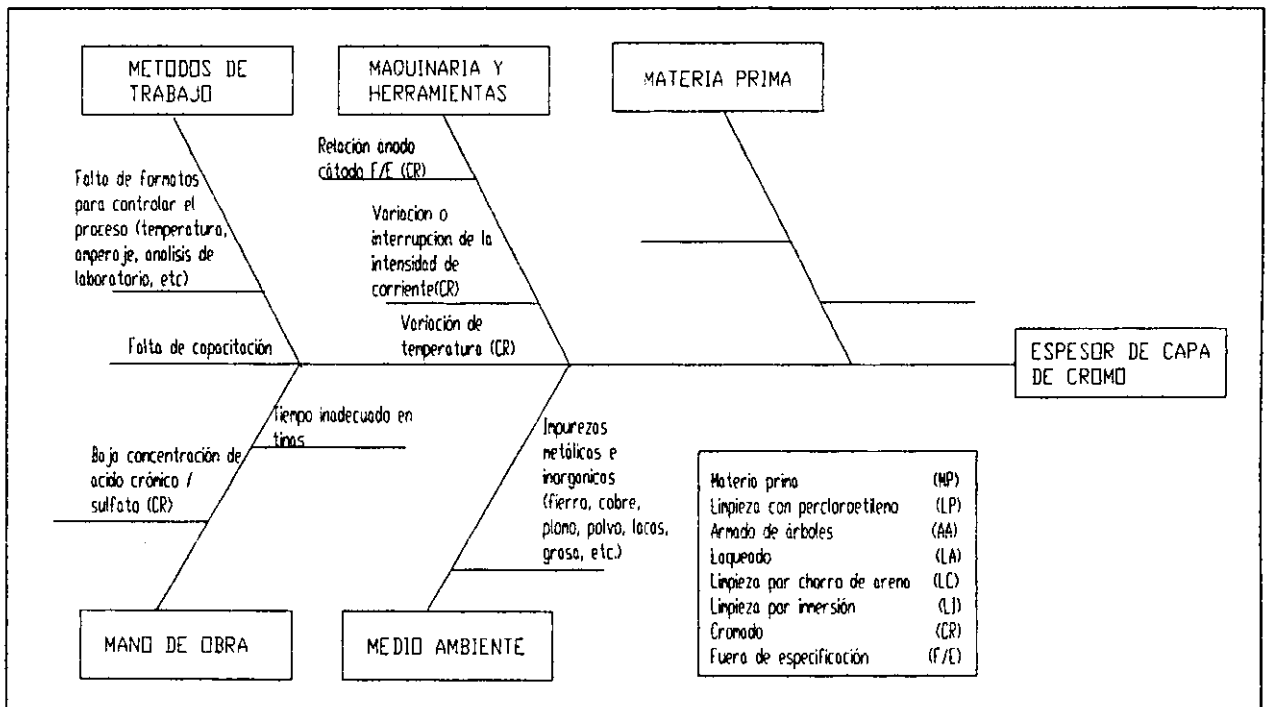 METODOS DE
TRABAJO
MAQUINARIA Y
HERRAMIENTAS
MATERIA PRIMA
Relación ánodo
cátodo F/E (CR)
Falta de formatos
para controlar el
proceso (temperatura,
amperaje, analisis de
laboratorio, etc)
Variacion o
interrupcion de la
intensidad de
corriente(CR)
Variación de
temperatura (CR)
Falta de capacitación
ESPESOR DE CAPA
DE CROMO
Tiempo inadecuado en
tinas
Baja concentración de
acido crómico /
sulfato (CR)
Impurezas
metálicas e
inorganicas
(fierro, cobre,
plomo, polvo, lacas,
grasa, etc.)
Materia prima (MP)
Limpieza con percloroetileno (LP)
Armado de árboles (AA)
Laqueado (LA)
Limpieza por chorro de arena (LC)
Limpieza por inmersión (LI)
Cromado (CR)
Fuera de especificación (F/E)
MANO DE OBRA
MEDIO AMBIENTE